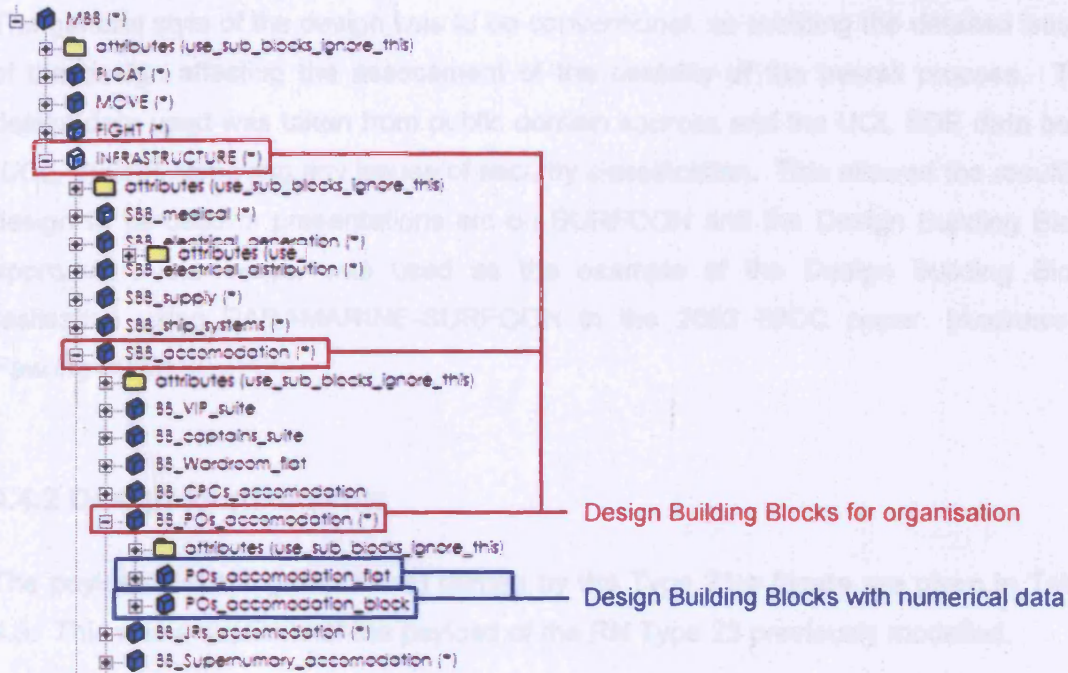 MBB (*)
attributes (use_sub_blocks_ignore_this)
FLOAT (*)
MOVE (*)
FIGHT (*)
INFRASTRUCTURE (*)
attributes (use_sub_blocks_ignore_this)
SBB_medical (*)
SBB_electrical_generation (*)
attributes (use_
SBB_electrical_distribution (*)
SBB_supply (*)
SBB_ship_systems (*)
SBB_accomodation (*)
attributes (use_sub_blocks_ignore_this)
BB_VIP_suite
BB_captains_suite
BB_Wardroom_flat
BB_CPOs_accomodation
BB_POs_accomodation (*)
Design Building Blocks for organisation
attributes (use_sub_blocks_ignore_this)
POs_accomodation_flat
POs_accomodation_block
Design Building Blocks with numerical data
BB_JRs_accomodation (*)
BB_Supernumary_accomodation (*)